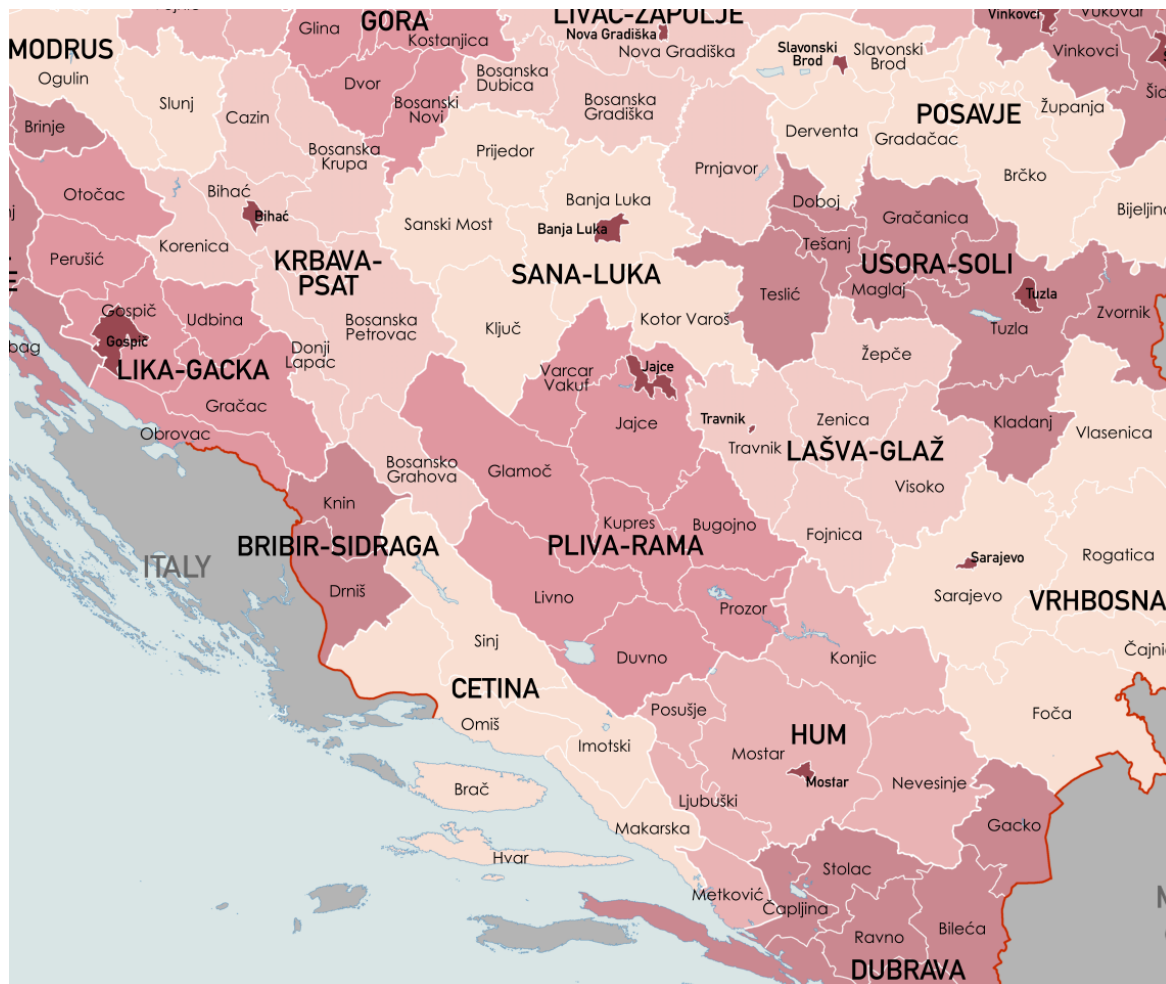 LIVAC-ZAPOLJE
Vinkovci
Vukovar
Glina
GORA
Kostanjica
Nova Gradiška
Nova Gradiška
MODRUS
Ogulin
Slavonski
Brod
Slavonski
Brod
Vinkovci
Bosanska
Dubica
Dvor
Slunj
Cazin
Bosanski
Novi
Bosanska
Gradiška
POSAVJE
Županja
Brinje
Derventa
Gradačac
Bosanska
Krupa
Prijedor
Prnjavor
Brčko
Otočac
Bihać
Bihać
Banja Luka
Banja Luka
Doboj
Gračanica
Bijeljina
Sanski Most
Korenica
Tešanj
Perušić
KRBAVA-
PSAT
SANA-LUKA
USORA-SOLI
Teslić
Maglaj
Tuzla
Tuzla
Zvornik
Gospič
Gospič
Udbina
Bosanska
Petrovac
Ključ
Kotor Varoš
Donji
Lapac
Žepče
bag
LIKA-GACKA
Varcar
Vakuf
Jajce
Jajce
Gračac
Obrovac
Travnik
Travnik
Zenica
Kladanj
Vlasenica
LAŠVA-GLAŽ
Bosansko
Grahova
Glamoč
Visoko
Knin
Kupres
Bugojno
Fojnica
BRIBIR-SIDRAGA
PLIVA-RAMA
ITALY
Sarajevo
Sarajevo
Rogatica
Drniš
Livno
Prozor
VRHBOSNA
Sinj
Duvno
Konjic
CETINA
Posušje
Foča
Omiš
Imotski
Mostar
HUM
Mostar
Nevesinje
Brač
Ljubuški
Makarska
Gacko
Hvar
Stolac
Metković
Čapljina
Ravno
Bileća
DUBRAVA